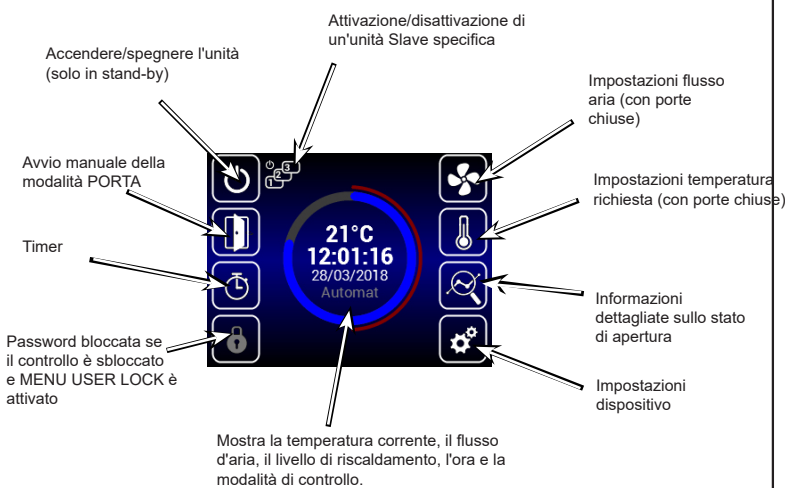 Attivazione/disattivazione di
un'unità Slave specifica
Accendere/spegnere l'unità
(solo in stand-by)
Impostazioni flusso
aria (con porte
chiuse)
Avvio manuale della
modalità PORTA
Impostazioni temperatura
richiesta (con porte chiuse)
Timer
1
2
3
21°C
12:01:16
28/03/2018
Automat
Informazioni
dettagliate sullo stato
di apertura
Password bloccata se
il controllo è sbloccato
e MENU USER LOCK è
attivato
Impostazioni
dispositivo
Mostra la temperatura corrente, il flusso
d'aria, il livello di riscaldamento, l'ora e la
modalità di controllo.